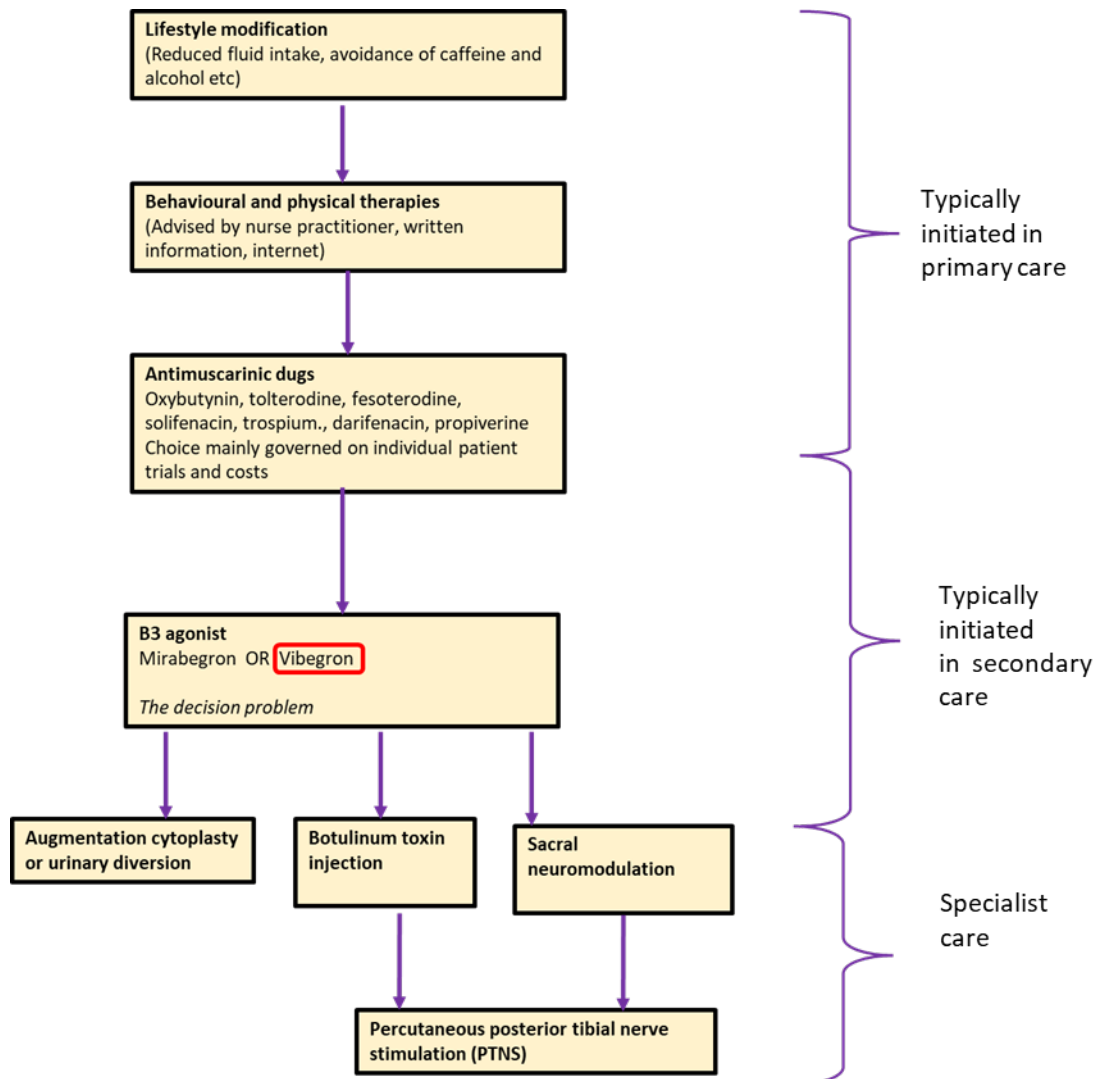 Lifestyle modification
(Reduced fluid intake, avoidance of caffeine and
alcohol etc)
Behavioural and physical therapies
(Advised by nurse practitioner, written
information, internet)
Typically
initiated in
primary care
Antimuscarinic dugs
Oxybutynin, tolterodine, fesoterodine,
solifenacin, trospium., darifenacin, propiverine
Choice mainly governed on individual patient
trials and costs
B3 agonist
Mirabegron OR Vibegron
The decision problem
Typically
initiated
in secondary
care
Augmentation cytoplasty
or urinary diversion
Botulinum toxin
injection
Sacral
neuromodulation
Specialist
care
Percutaneous posterior tibial nerve
stimulation (PTNS)